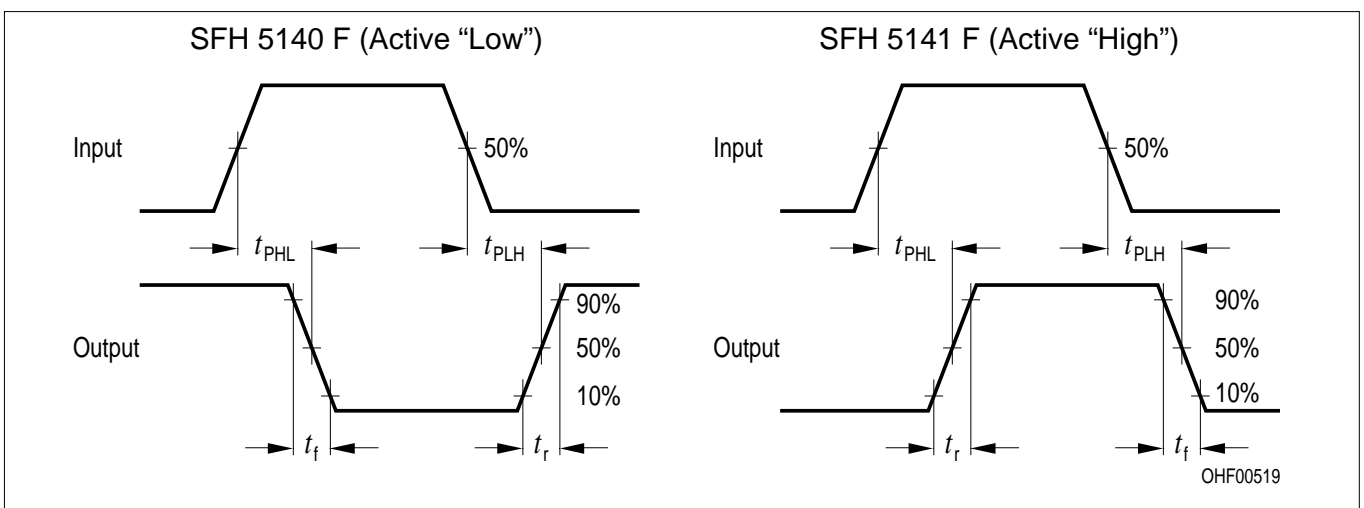 SFH 5140 F (Active “Low”)
SFH 5141 F (Active “High”)
Input
50%
Input
50%
tPHL
tPLH
tPHL
tPLH
Output
90%
50%
10%
Output
90%
50%
10%
tf
tr
tr
tf
OHF00519